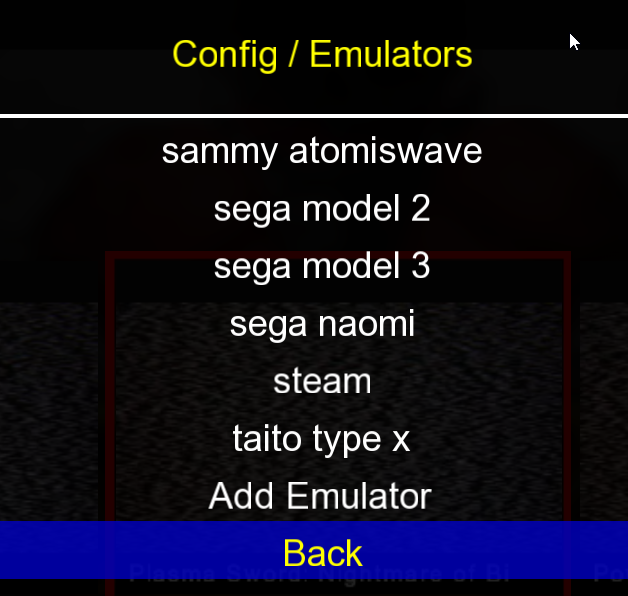 Config / Emulators
sammy atomiswave
sega model 2
sega model 3
sega naomi
steam
taito type x
Add Emulator
Back
Plasma Sword: Nightmare of Bi
Po